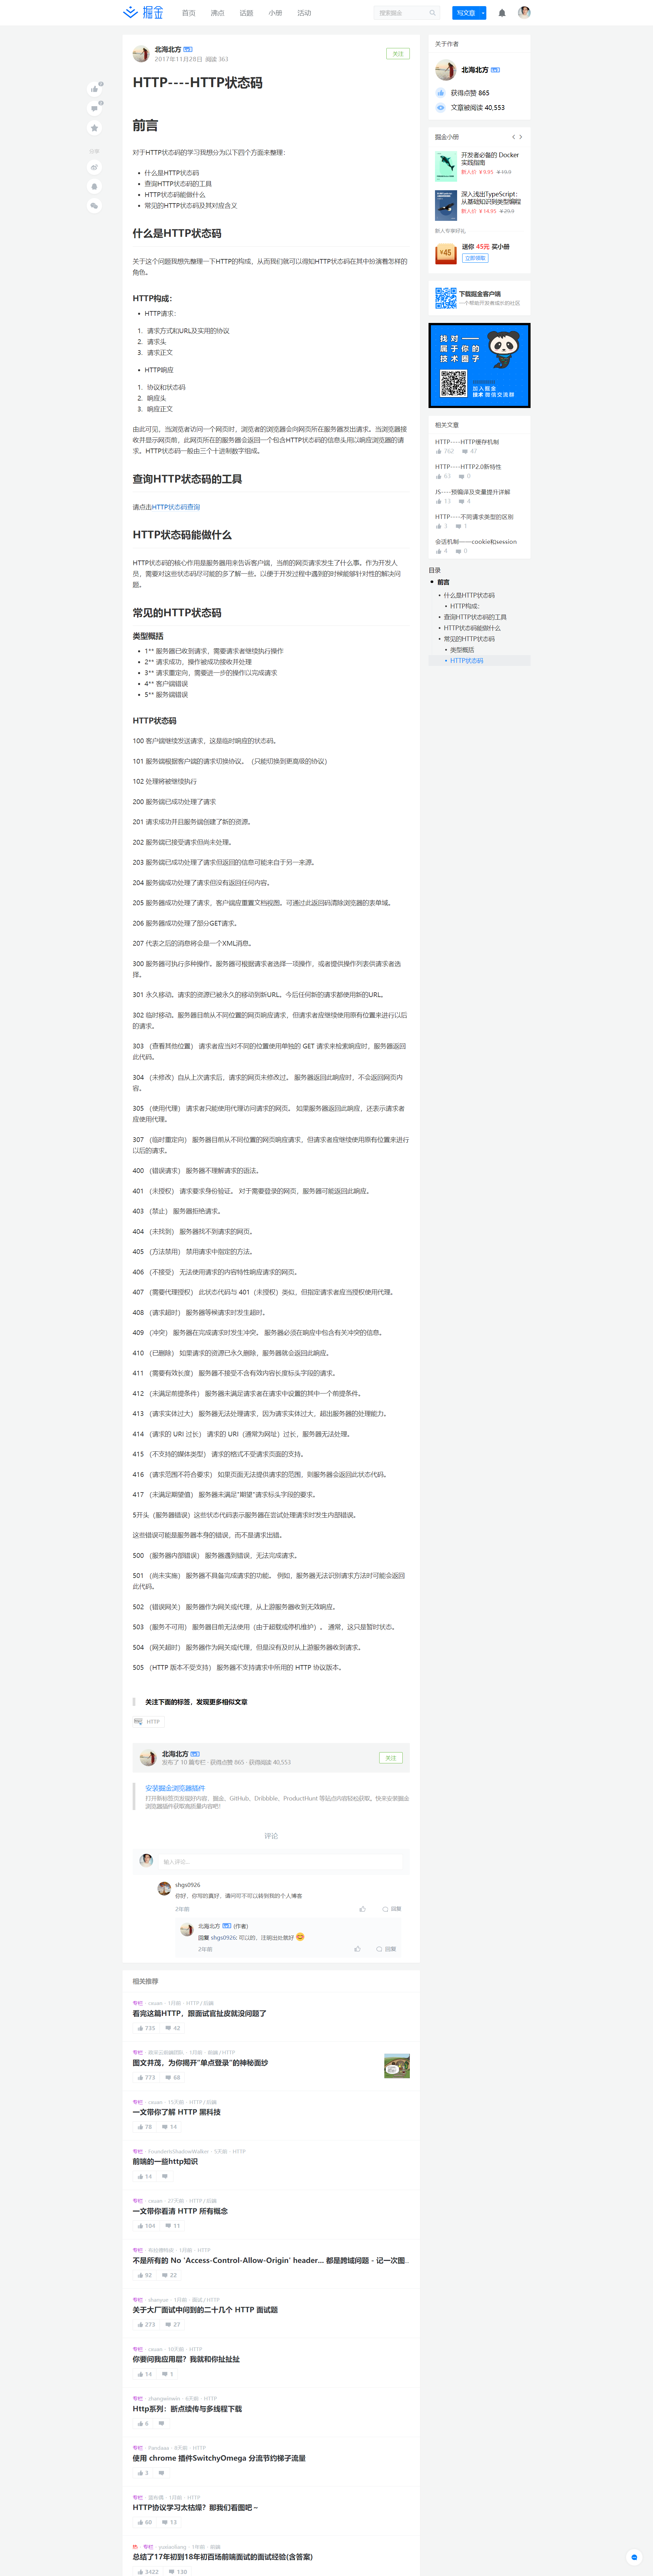 掘金
首页
沸点
话题
小册
活动
搜索掘金
写文章
北海北方
2017年11月28日 阅读 363
关注
HTTP----HTTP状态码
前言
对于HTTP状态码的学习我想分为以下四个方面来整理：
什么是HTTP状态码
查询HTTP状态码的工具
HTTP状态码能做什么
常见的HTTP状态码及其对应含义
什么是HTTP状态码
关于这个问题我想先整理一下HTTP的构成，从而我们就可以得知HTTP状态码在其中扮演着怎样的
角色。
HTTP构成：
HTTP请求：
1. 请求方式和URL及实用的协议
2. 请求头
3. 请求正文
HTTP响应
1. 协议和状态码
2. 响应头
3. 响应正文
由此可见，当浏览者访问一个网页时，浏览者的浏览器会向网页所在服务器发出请求。当浏览器接
收并显示网页前，此网页所在的服务器会返回一个包含HTTP状态码的信息头用以响应浏览器的请
求。HTTP状态码一般由三个十进制数字组成。
查询HTTP状态码的工具
请点击HTTP状态码查询
HTTP状态码能做什么
HTTP状态码的核心作用是服务器用来告诉客户端，当前的网页请求发生了什么事。作为开发人
员，需要对这些状态码尽可能的多了解一些。以便于开发过程中遇到的时候能够针对性的解决问
题。
常见的HTTP状态码
类型概括
1** 服务器已收到请求，需要请求者继续执行操作
2** 请求成功，操作被成功接收并处理
3** 请求重定向，需要进一步的操作以完成请求
4** 客户端错误
5** 服务端错误
HTTP状态码
100 客户端继续发送请求，这是临时响应的状态码。
101 服务端根据客户端的请求切换协议。（只能切换到更高级的协议）
102 处理将被继续执行
200 服务端已成功处理了请求
201 请求成功并且服务端创建了新的资源。
202 服务端已接受请求但尚未处理。
203 服务端已成功处理了请求但返回的信息可能来自于另一来源。
204 服务端成功处理了请求但没有返回任何内容。
205 服务器成功处理了请求，客户端应重置文档视图。可通过此返回码清除浏览器的表单域。
206 服务器成功处理了部分GET请求。
207 代表之后的消息将会是一个XML消息。
300 服务器可执行多种操作。服务器可根据请求者选择一项操作，或者提供操作列表供请求者选
择。
301 永久移动。请求的资源已被永久的移动到新URL。今后任何新的请求都使用新的URL。
302 临时移动。服务器目前从不同位置的网页响应请求，但请求者应继续使用原有位置来进行以后
的请求。
303 （查看其他位置） 请求者应当对不同的位置使用单独的 GET 请求来检索响应时，服务器返回
此代码。
304 （未修改）自从上次请求后，请求的网页未修改过。 服务器返回此响应时，不会返回网页内
容。
305 （使用代理） 请求者只能使用代理访问请求的网页。 如果服务器返回此响应，还表示请求者
应使用代理。
307 （临时重定向） 服务器目前从不同位置的网页响应请求，但请求者应继续使用原有位置来进行
以后的请求。
400 （错误请求） 服务器不理解请求的语法。
401 （未授权） 请求要求身份验证。 对于需要登录的网页，服务器可能返回此响应。
403 （禁止） 服务器拒绝请求。
404 （未找到） 服务器找不到请求的网页。
405 （方法禁用） 禁用请求中指定的方法。
406 （不接受） 无法使用请求的内容特性响应请求的网页。
407 （需要代理授权） 此状态代码与 401（未授权）类似，但指定请求者应当授权使用代理。
408 （请求超时） 服务器等候请求时发生超时。
409 （冲突） 服务器在完成请求时发生冲突。 服务器必须在响应中包含有关冲突的信息。
410 （已删除） 如果请求的资源已永久删除，服务器就会返回此响应。
411 （需要有效长度） 服务器不接受不含有效内容长度标头字段的请求。
412 （未满足前提条件） 服务器未满足请求者在请求中设置的其中一个前提条件。
413 （请求实体过大） 服务器无法处理请求，因为请求实体过大，超出服务器的处理能力。
414 （请求的 URI 过长） 请求的 URI（通常为网址）过长，服务器无法处理。
415 （不支持的媒体类型） 请求的格式不受请求页面的支持。
416 （请求范围不符合要求） 如果页面无法提供请求的范围，则服务器会返回此状态代码。
417 （未满足期望值） 服务器未满足"期望"请求标头字段的要求。
5开头（服务器错误）这些状态代码表示服务器在尝试处理请求时发生内部错误。
这些错误可能是服务器本身的错误，而不是请求出错。
500 （服务器内部错误） 服务器遇到错误，无法完成请求。
501 （尚未实施） 服务器不具备完成请求的功能。 例如，服务器无法识别请求方法时可能会返回
此代码。
502 （错误网关） 服务器作为网关或代理，从上游服务器收到无效响应。
503 （服务不可用） 服务器目前无法使用（由于超载或停机维护）。 通常，这只是暂时状态。
504 （网关超时） 服务器作为网关或代理，但是没有及时从上游服务器收到请求。
505 （HTTP 版本不受支持） 服务器不支持请求中所用的 HTTP 协议版本。
关注下面的标签，发现更多相似文章
HTTP
北海北方
发布了 10 篇专栏 · 获得点赞 865 · 获得阅读 40,553
关注
安装掘金浏览器插件
打开新标签页发现好内容，掘金、GitHub、Dribbble、ProductHunt 等站点内容轻松获取。快来安装掘金
浏览器插件获取高质量内容吧！
评论
输入评论...
shgs0926
你好，你写的真好，请问可不可以转到我的个人博客
2年前
回复
北海北方 (作者)
回复 shgs0926: 可以的，注明出处就好
2年前
回复
相关推荐
专栏 · cxuan · 1月前 · HTTP / 后端
看完这篇HTTP，跟面试官扯皮就没问题了
735 42
图文并茂，为你揭开"单点登录"的神秘面纱
773 68
专栏 · cxuan · 15天前 · HTTP / 后端
一文带你了解 HTTP 黑科技
78 14
专栏 · FounderIsShadowWalker · 5天前 · HTTP
前端的一些http知识
14
专栏 · cxuan · 27天前 · HTTP / 后端
一文带你看清 HTTP 所有概念
104 11
不是所有的 No 'Access-Control-Allow-Origin' header... 都是跨域问题 - 记一次图...
92 22
关于大厂面试中问到的二十几个 HTTP 面试题
273 27
专栏 · cxuan · 10天前 · HTTP
你要问我应用层？我就和你扯扯扯
14 1
Http系列：断点续传与多线程下载
6
使用 chrome 插件SwitchyOmega 分流节约梯子流量
3
HTTP协议学习太枯燥？那我们看图吧～
60 13
总结了17年初到18年初百场前端面试的面试经验(含答案)
3422 130
关于作者
北海北方
获得点赞 865
文章被阅读 40,553
掘金小册
开发者必备的 Docker
实践指南
新人价 ￥9.95 ￥19.9
深入浅出TypeScript：
从基础知识到类型编程
新人价 ￥14.95 ￥29.9
新人专享好礼
¥45
送你 45元 买小册
立即领取
下载掘金客户端
一个帮助开发者成长的社区
找对
属于你的
技术圈子
加入掘金
技术微信交流群
相关文章
HTTP----HTTP缓存机制
762 47
HTTP----HTTP2.0新特性
63 0
JS----预编译及变量提升详解
13 4
HTTP----不同请求类型的区别
3 1
会话机制——cookie和session
4 0
目录
前言
什么是HTTP状态码
HTTP构成：
查询HTTP状态码的工具
HTTP状态码能做什么
常见的HTTP状态码
类型概括
HTTP状态码